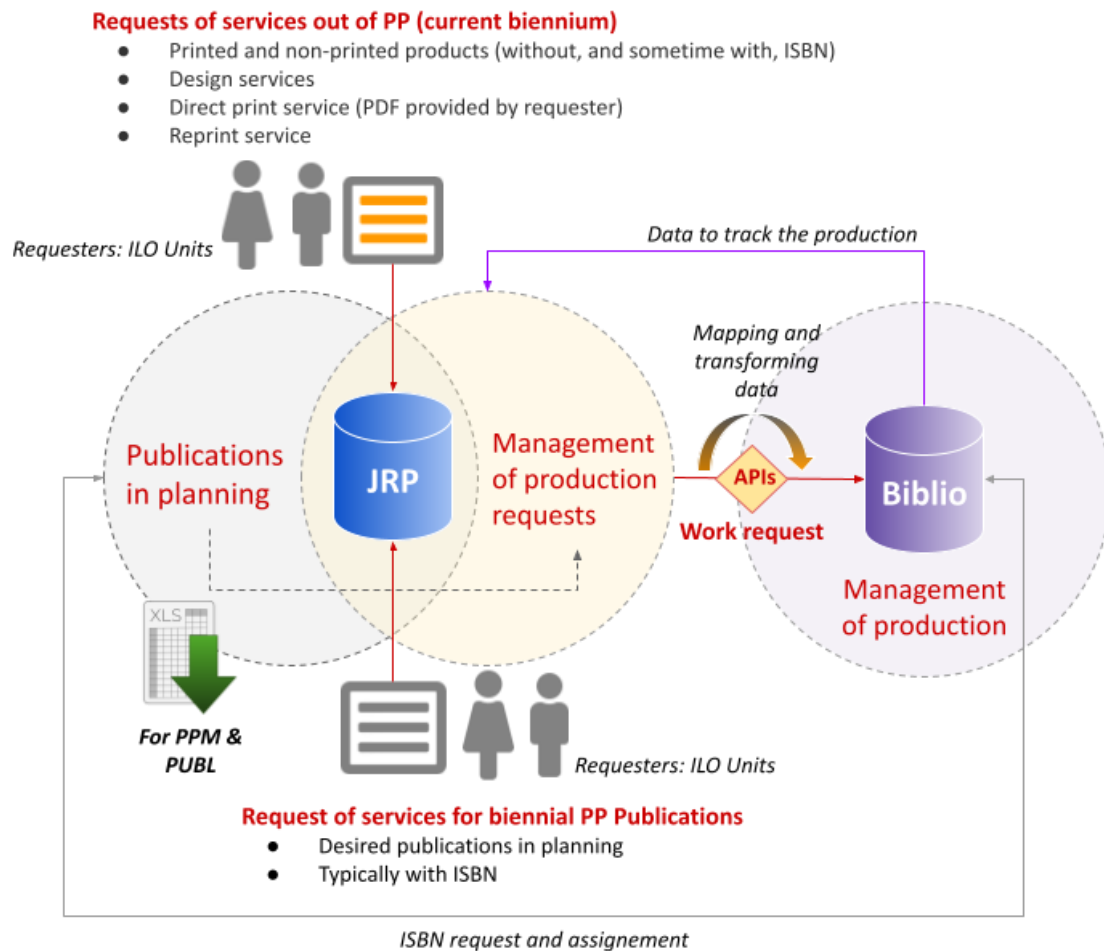 Requests of services out of PP (current biennium)
● Printed and non-printed products (without, and sometime with, ISBN)
● Design services
● Direct print service (PDF provided by requester)
● Reprint service
Requesters: ILO Units
Data to track the production
Mapping and
transforming
data
Publications
in planning
JRP
Management
of production
requests
APIs
Work request
Biblio
Management
of production
XLS
For PPM &
PUBL
Requesters: ILO Units
Request of services for biennial PP Publications
● Desired publications in planning
● Typically with ISBN
ISBN request and assignement